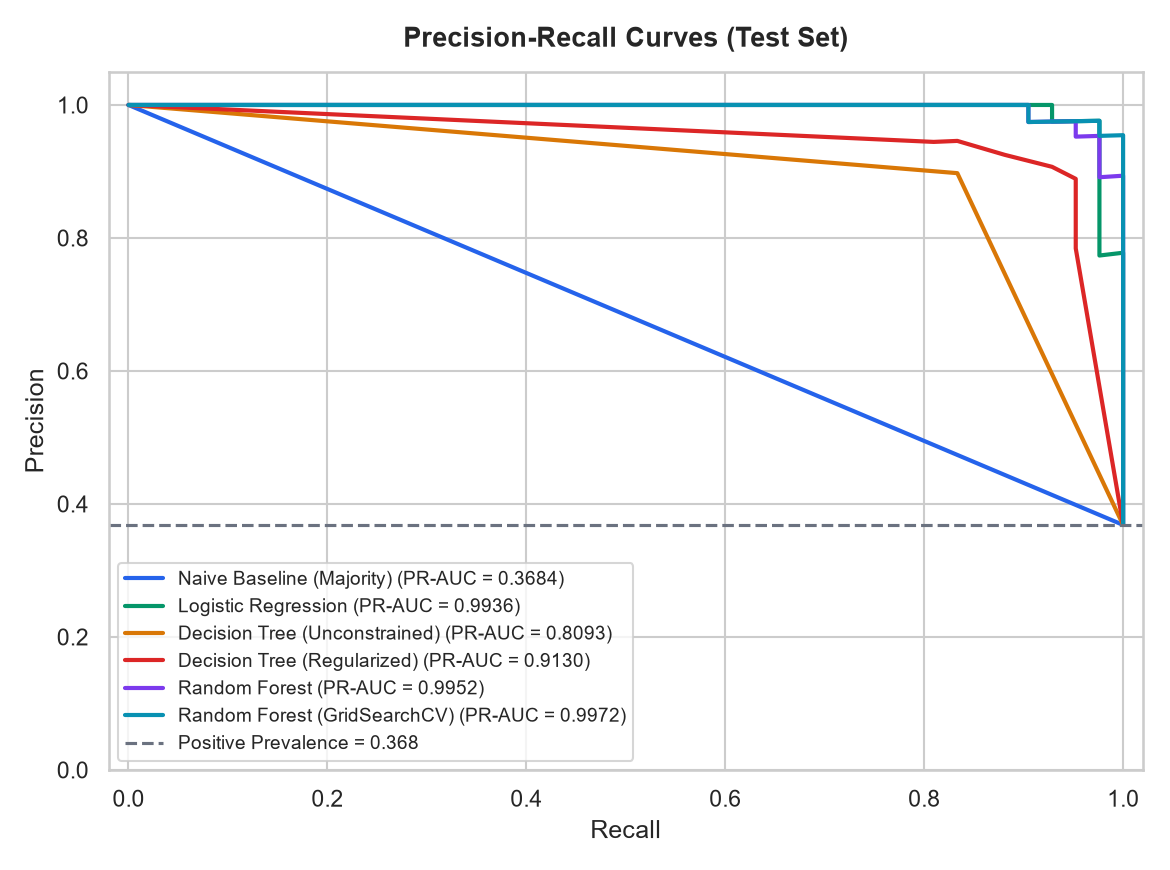 Precision-Recall Curves (Test Set)
1.0
0.8
0.6
0.4
0.2
0.0
Precision
Naive Baseline (Majority) (PR-AUC = 0.3684)
Logistic Regression (PR-AUC = 0.9936)
Decision Tree (Unconstrained) (PR-AUC = 0.8093)
Decision Tree (Regularized) (PR-AUC = 0.9130)
Random Forest (PR-AUC = 0.9952)
Random Forest (GridSearchCV) (PR-AUC = 0.9972)
Positive Prevalence = 0.368
0.0 0.2 0.4 0.6 0.8 1.0
Recall